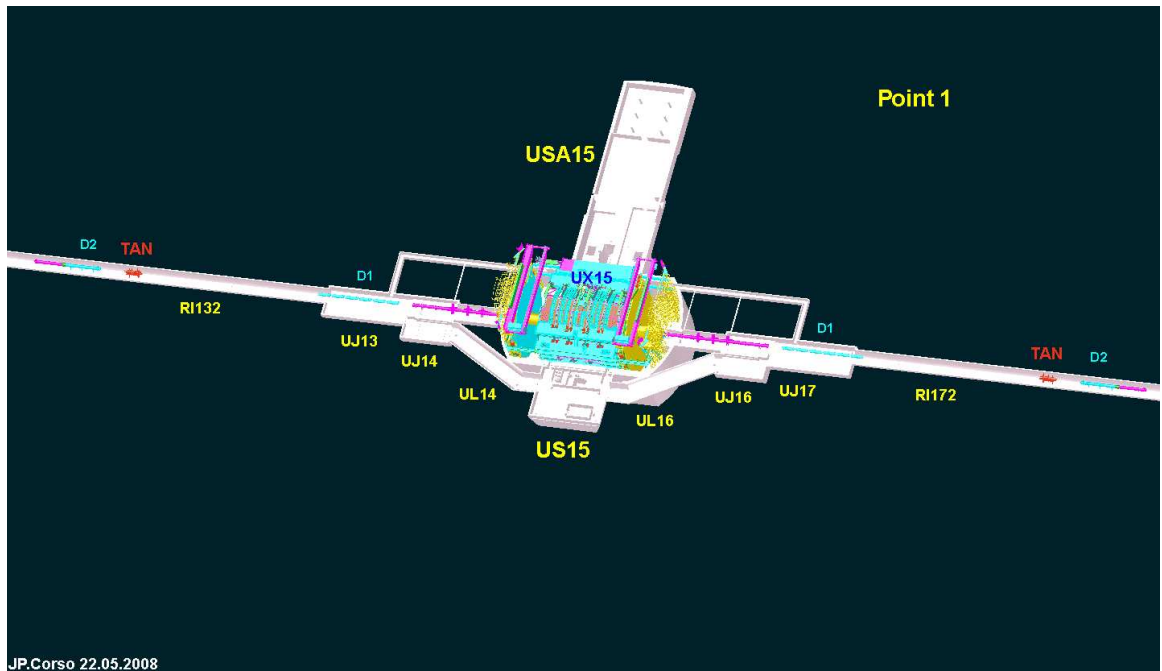 Point 1
USA15
D2
TAN
UX15
D1
RI132
UJ13
D1
UJ14
TAN
D2
UL14
UJ16
UJ17
RI172
UL16
US15
JP.Corso 22.05.2008